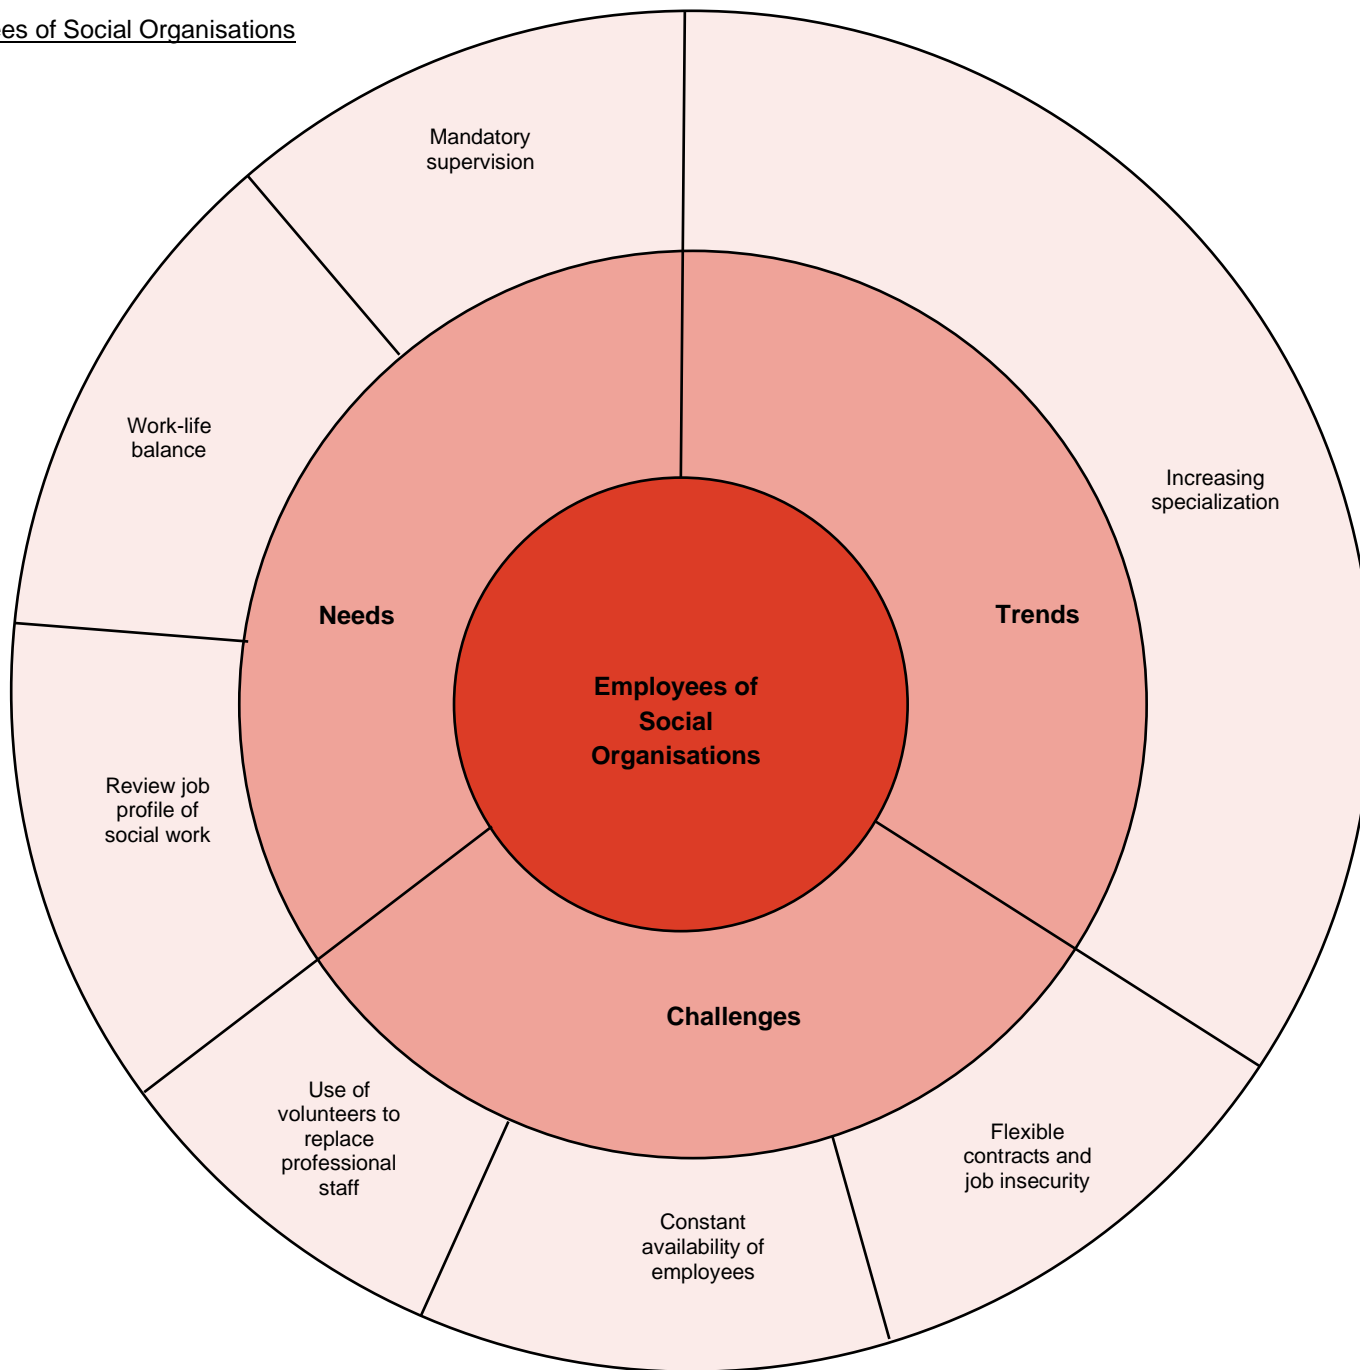 es of Social Organisations
Mandatory
supervision
Work-life
balance
Increasing
specialization
Needs
Trends
Employees of
Social
Organisations
Review job
profile of
social work
Challenges
Use of
volunteers to
replace
professional
staff
Flexible
contracts and
job insecurity
Constant
availability of
employees